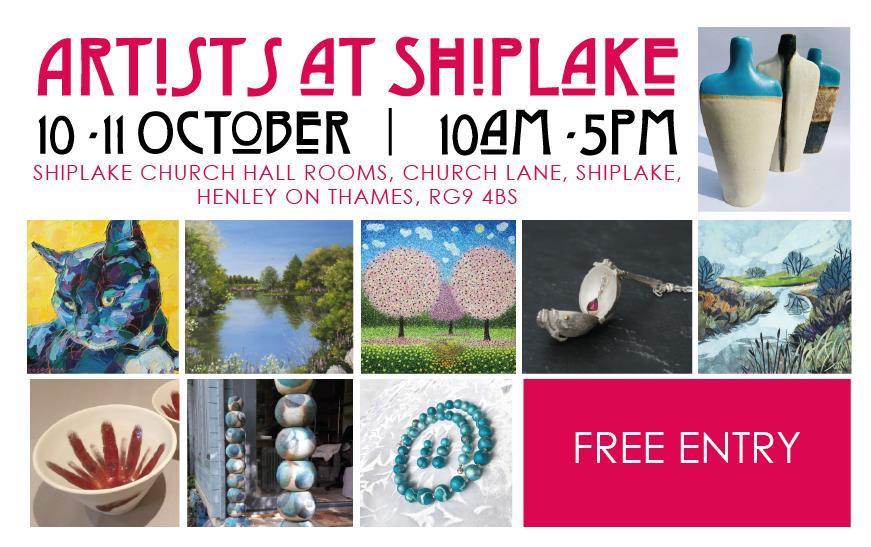 ARTISTS AT SHIPLAKE
10 -11 OCTOBER | 10AM -5PM
SHIPLAKE CHURCH HALL ROOMS, CHURCH LANE, SHIPLAKE,
HENLEY ON THAMES, RG9 4BS
FREE ENTRY